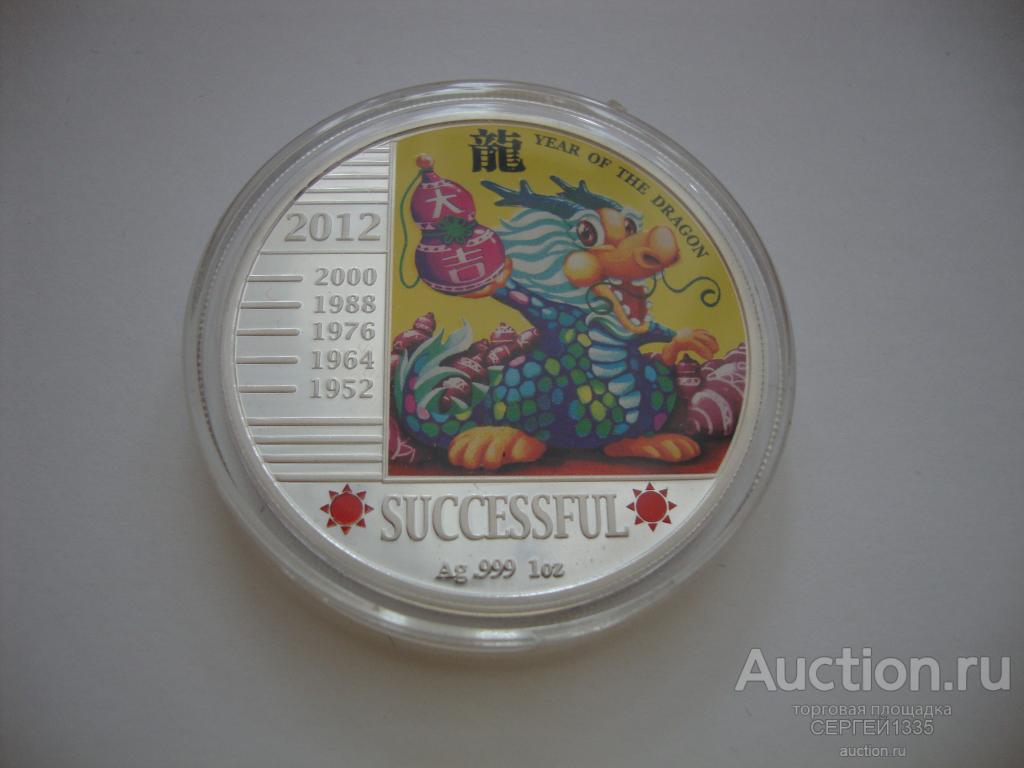 龍
YEAR OF THE DRAGON
大
吉
2012
2000
1988
1976
1964
1952
SUCCESSFUL
Ag .999 1oz
Auction.ru
торговая площадка
СЕРГЕЙ1335
auction.ru